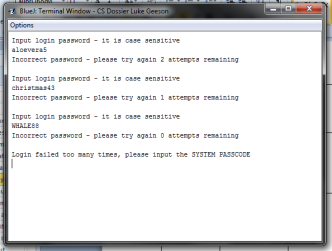 BlueJ: Terminal Window - CS Dossier Luke Geeson
Options
Input login password - it is case sensitive
aloevera5
Incorrect password - please try again 2 attempts remaining
Input login password - it is case sensitive
christmas43
Incorrect password - please try again 1 attempts remaining
Input login password - it is case sensitive
WHALE88
Incorrect password - please try again 0 attempts remaining
Login failed too many times, please input the SYSTEM PASSCODE